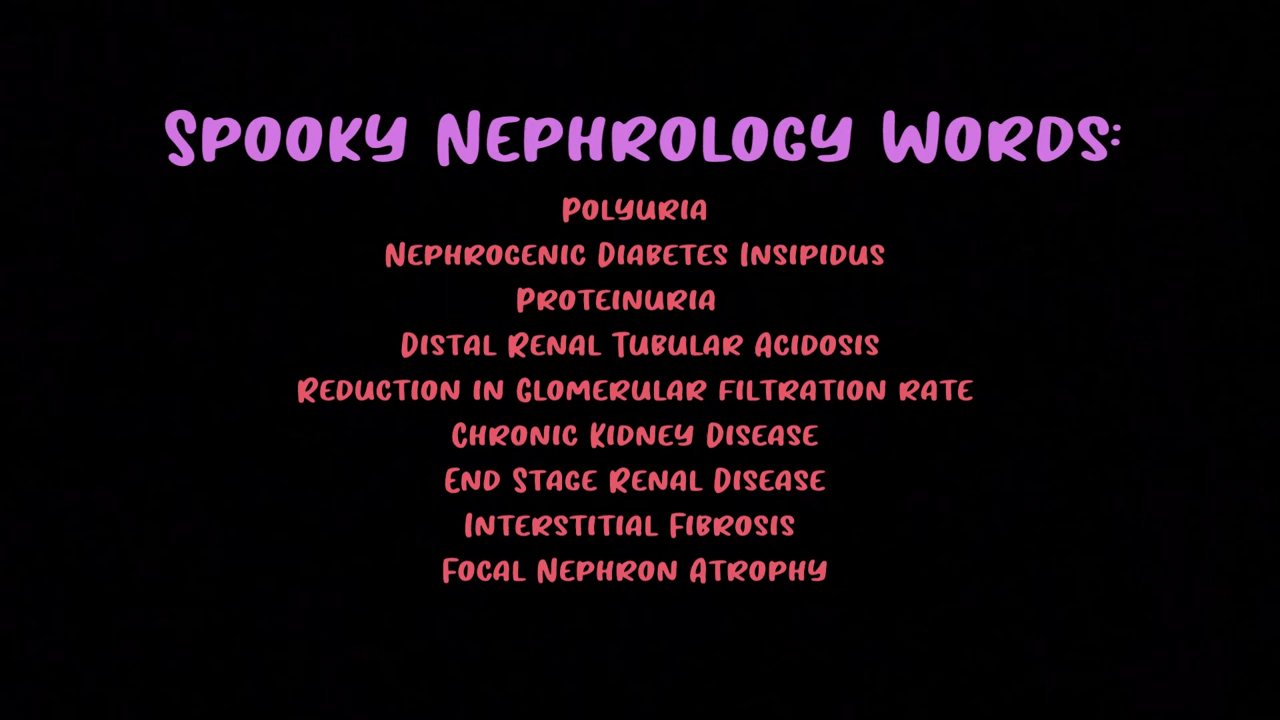 Spooky Nephrology Words:
Polyuria
Nephrogenic Diabetes Insipidus
Proteinuria
Distal Renal Tubular Acidosis
Reduction in Glomerular filtration rate
Chronic Kidney Disease
End Stage Renal Disease
Interstitial Fibrosis
Focal Nephron Atrophy